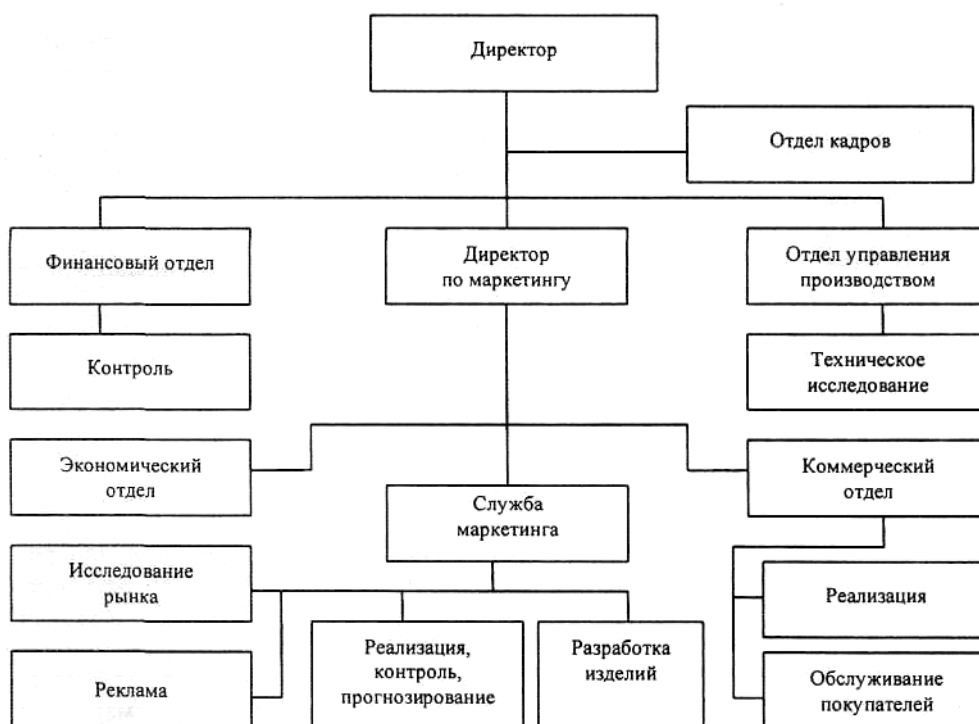 Директор
Отдел кадров
Финансовый отдел
Директор
по маркетингу
Отдел управления
производством
Контроль
Техническое
исследование
Экономический
отдел
Коммерческий
отдел
Служба
маркетинга
Исследование
рынка
Реализация
Реализация,
контроль,
прогнозирование
Разработка
изделий
Реклама
Обслуживание
покупателей